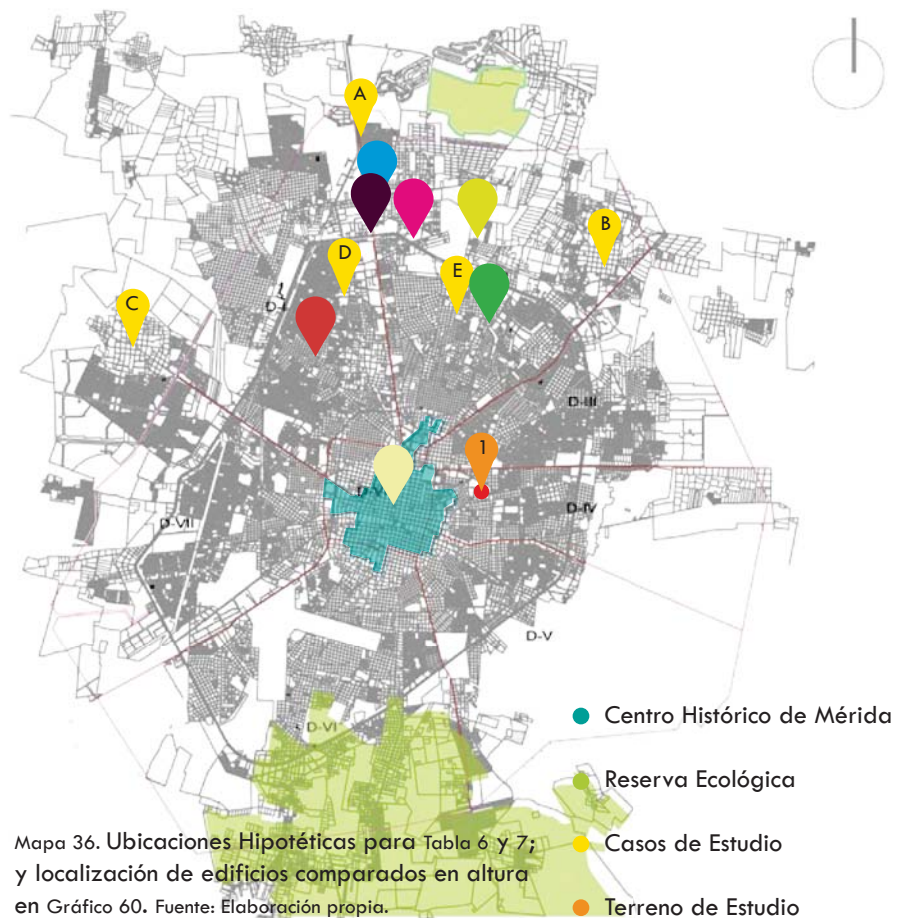 A
B
D
E
C
D-I
D-III
1
D-V
D-IV
D-VII
D-V
D-VI
Centro Histórico de Mérida
Reserva Ecológica
Mapa 36. Ubicaciones Hipotéticas para Tabla 6 y 7;
y localización de edificios comparados en altura
en Gráfico 60. Fuente: Elaboración propia.
Casos de Estudio
Terreno de Estudio